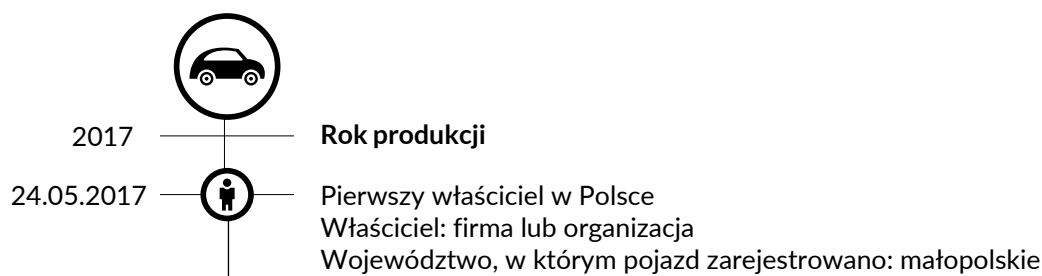 2017
Rok produkcji
24.05.2017
Pierwszy właściciel w Polsce
Właściciel: firma lub organizacja
Województwo, w którym pojazd zarejestrowano: małopolskie